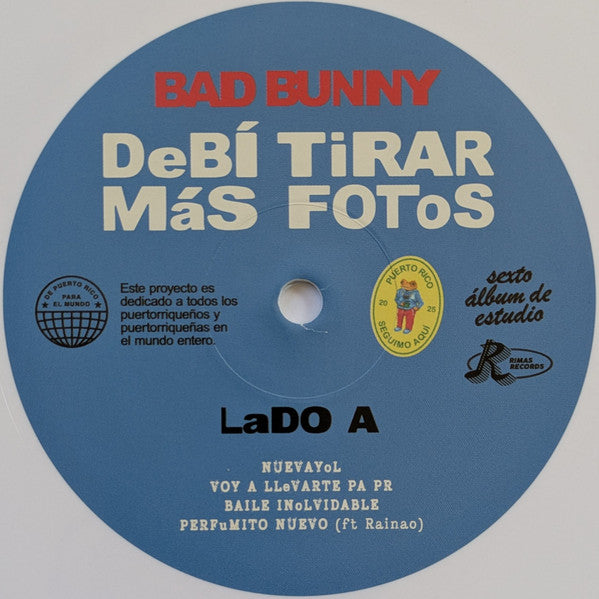 BAD BUNNY
DeBÍ TiRAR
MáS FOToS
DE PUERTO RICO
PARA
EL MUNDO
Este proyecto es
dedicado a todos los
puertorriqueños y
puertorriqueñas en
el mundo entero.
PUERTO RICO
20 25
SEGUIMO AQUÍ
sexto
álbum de
estudio
RIMAS
RECORDS
LaDO A
NUEVAYoL
VOY A LLeVARTE PA PR
BAILE INoLVIDABLE
PERFuMITO NUEVO (ft Rainao)